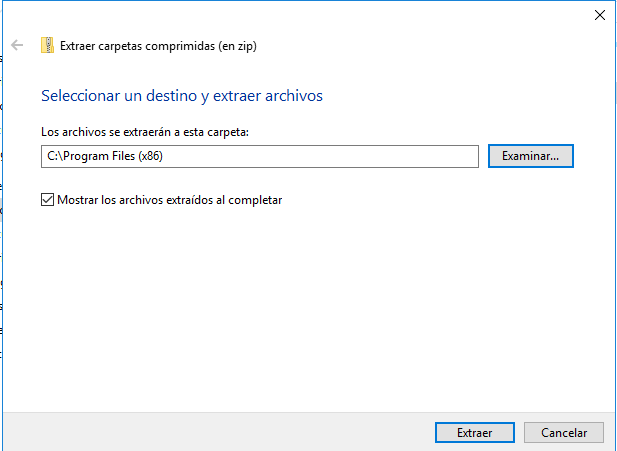 Extraer carpetas comprimidas (en zip)
Seleccionar un destino y extraer archivos
Los archivos se extraerán a esta carpeta:
C:\Program Files (x86)
Examinar...
Mostrar los archivos extraídos al completar
Extraer
Cancelar